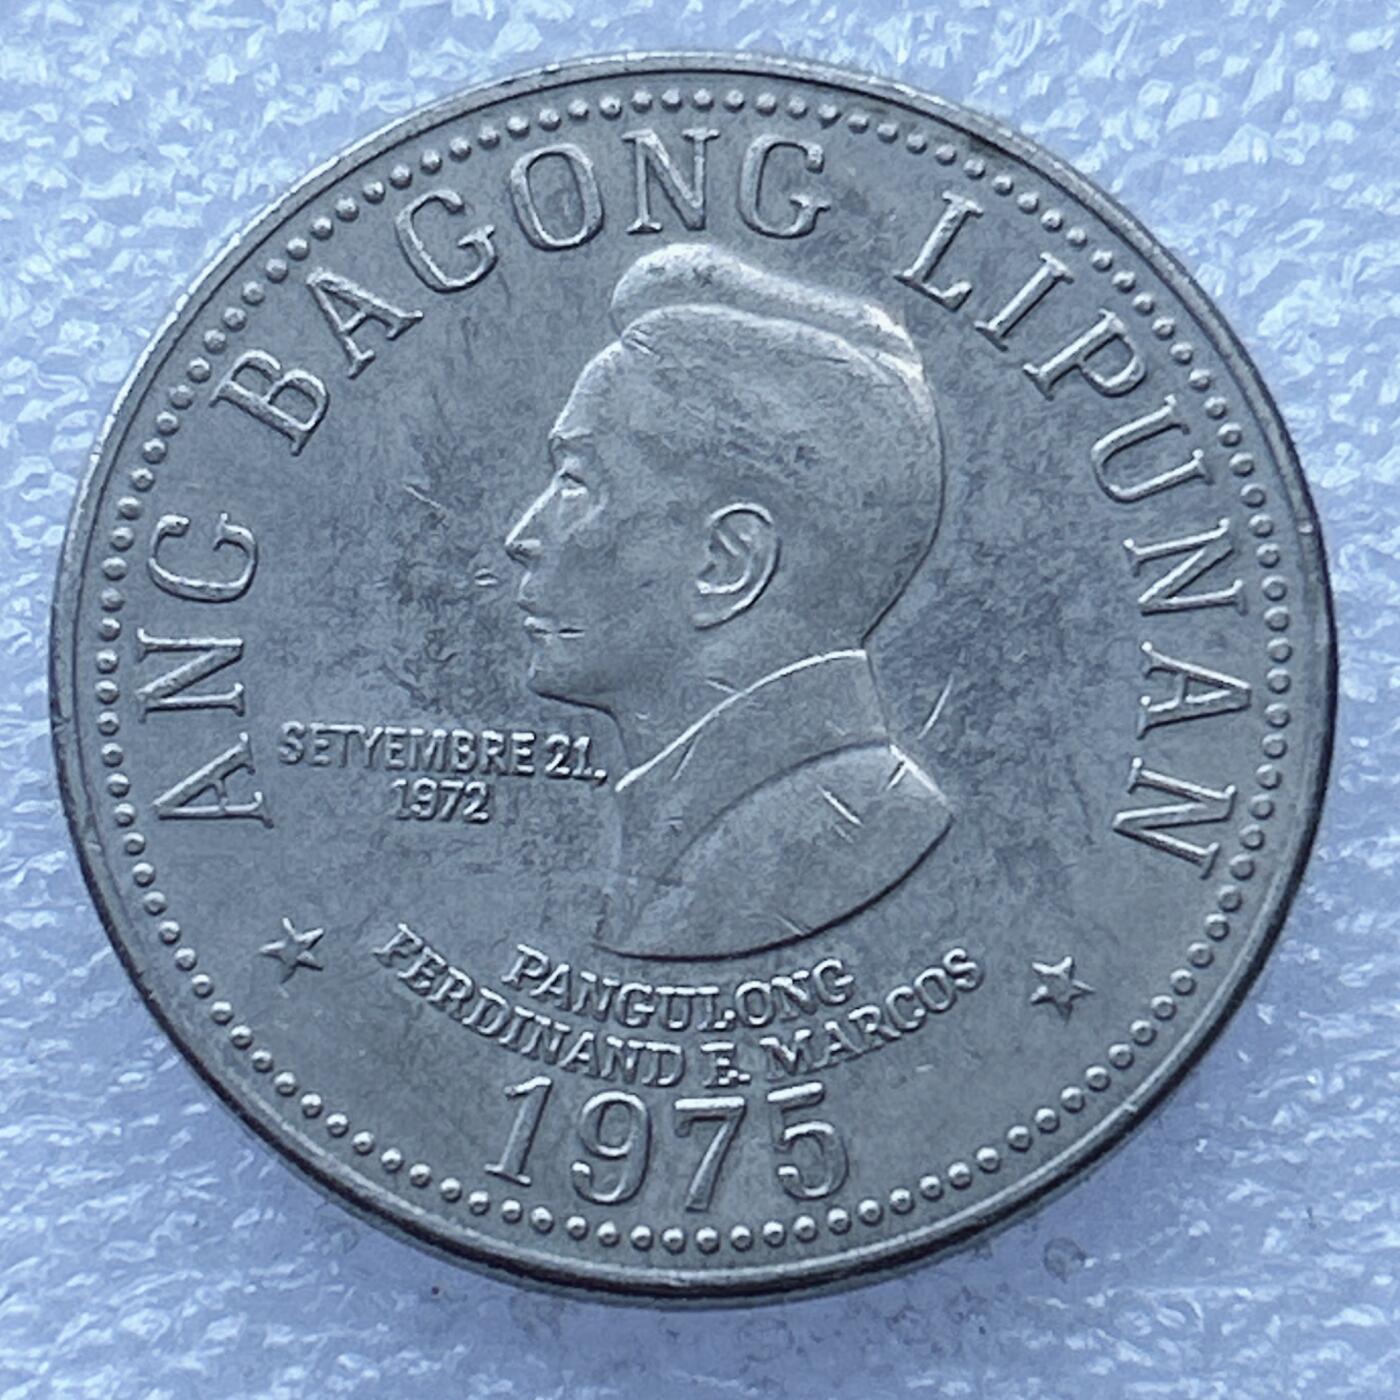 ANG BAGONG LIPUNAN
SETYEMBRE 21,
1972
PANGULONG
FERDINAND E. MARCOS
1975